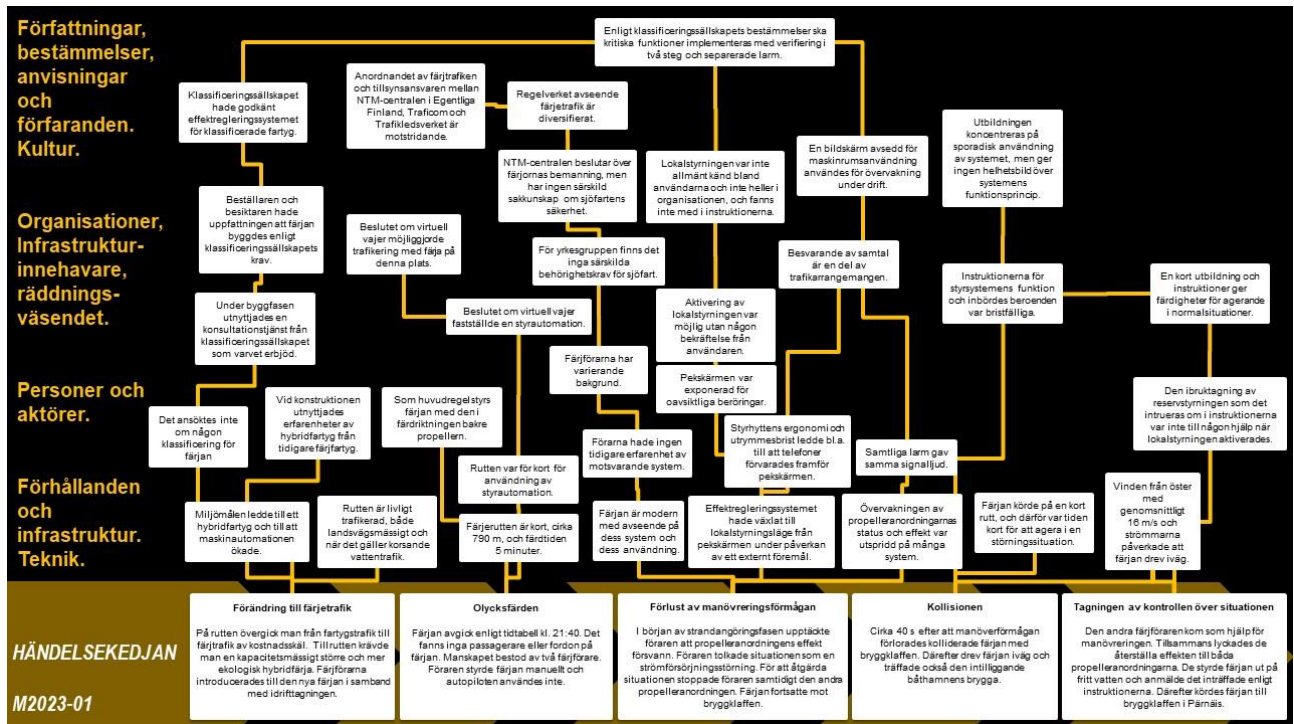 Författningar,
bestämmelser,
anvisningar
och
förfaranden.
Kultur.
Organisationer,
Infrastruktur-
innehavare,
räddnings-
väsendet.
Personer och
aktörer.
Förhållanden
och
infrastruktur.
Teknik.
Enligt klassificeringssällskapets bestämmelser ska
kritiska funktioner implementeras med verifiering i
två steg och separerade larm.
Klassificeringssällskapet
hade godkänt
effektregleringssystemet
för klassificerade fartyg.
Anordnandet av färjtrafiken
och tillsynsansvaren mellan
NTM-centralen i Egentliga
Finland, Traficom och
Trafikledsverket är
motstridande.
Regelverket avseende
färjetrafik är
diversifierat.
Utbildningen
koncentreras på
sporadisk användning
av systemet, men ger
ingen helhetsbild över
systemens
funktionsprincip.
En bildskärm avsedd för
maskinrumsanvändning
användes för övervakning
under drift.
NTM-centralen beslutar över
färjornas bemanning, men
har ingen särskild
sakkunskap om sjöfartens
säkerhet.
Lokalstyrningen var inte
allmänt känd bland
användarna och inte heller i
organisationen, och fanns
inte med i instruktionerna.
Beställaren och
besiktaren hade
uppfattningen att färjan
byggdes enligt
klassificeringssällskapets
krav.
Beslutet om virtuell
vajer möjliggjorde
trafikering med färja på
denna plats.
För yrkesgruppen finns det
inga särskilda
behörighetskrav för sjöfart.
Besvarande av samtal
är en del av
trafikarrangemangen.
Instruktionerna för
styrsystemens funktion
och inbördes beroenden
var bristfälliga.
En kort utbildning och
instruktioner ger
färdigheter för agerande
i normalsituationer.
Under byggfasen
utnyttjades en
konsultationstjänst från
klassificeringssällskapet
som varvet erbjöd.
Beslutet om virtuell vajer
fastställde en styrautomation.
Aktivering av
lokalstyrningen var
möjlig utan någon
bekräftelse från
användaren.
Färjförarna har
varierande
bakgrund.
Pekskärmen var
exponerad för
oavsiktliga beröringar.
Det ansöktes inte
om någon
klassificering för
färjan
Vid konstruktionen
utnyttjades
erfarenheter av
hybridfartyg från
tidigare färjfartyg.
Som huvudregel styrs
färjan med den i
färdriktningen bakre
propellern.
Den ibruktagning av
reservstyrningen som det
intrueras om i instruktionerna
var inte till någon hjälp när
lokalstyrningen aktiverades.
Förarna hade ingen
tidigare erfarenhet av
motsvarande system.
Styrhyttens ergonomi och
utrymmesbrist ledde bl.a.
till att telefoner
förvarades framför
pekskärmen.
Samtliga larm gav
samma signalljud.
Rutten var för kort för
användning av
styrautomation.
Miljömålen ledde till ett
hybridfartyg och till att
maskinautomationen
ökade.
Rutten är livligt
trafikerad, både
landsvägsmässigt och
när det gäller korsande
vattentrafik.
Färjerutten är kort, cirka
790 m, och färdtiden
5 minuter.
Färjan är modern
med avseende på
dess system och
dess användning.
Effektregleringssystemet
hade växlat till
lokalstyrningsläge från
pekskärmen under påverkan
av ett externt föremål.
Övervakningen av
propelleranordningarnas
status och effekt var
utspridd på många
system.
Färjan körde på en kort
rutt, och därför var tiden
kort för att agera i en
störningssituation.
Vinden från öster med
genomsnittligt
16 m/s och
strömmarna
påverkade att
färjan drev iväg.
HÄNDELSEKEDJAN
M2023-01
Förändring till färjetrafik
På rutten övergick man från fartygstrafik till
färjtrafik av kostnadsskäl. Till rutten krävde
man en kapacitetsmässigt större och mer
ekologisk hybridfärja. Färjförarna
introducerades till den nya färjan i samband
med idrifttagningen.
Olycksfärden
Färjan avgick enligt tidtabell kl. 21:40. Det
fanns inga passagerare eller fordon på
färjan. Manskapet bestod av två färjförare.
Föraren styrde färjan manuellt och
autopiloten användes inte.
Förlust av manövreringsförmågan
I början av strandangöringsfasen upptäckte
föraren att propelleranordningens effekt
försvann. Föraren tolkade situationen som en
strömförsörjningsstörning. För att åtgärda
situationen stoppade föraren samtidigt den andra
propelleranordningen. Färjan fortsatte mot
bryggklaffen.
Kollisionen
Cirka 40 s efter att manöverförmågan
förlorades kolliderade färjan med
bryggklaffen. Därefter drev färjan iväg och
träffade också den intilliggande
båthamnens brygga.
Tagningen av kontrollen över situationen
Den andra färjföraren kom som hjälp för
manövreringen. Tillsammans lyckades de
återställa effekten till båda
propelleranordningarna. De styrde färjan ut på
fritt vatten och anmälde det inträffade enligt
instruktionerna. Därefter kördes färjan till
bryggklaffen i Pärnäis.